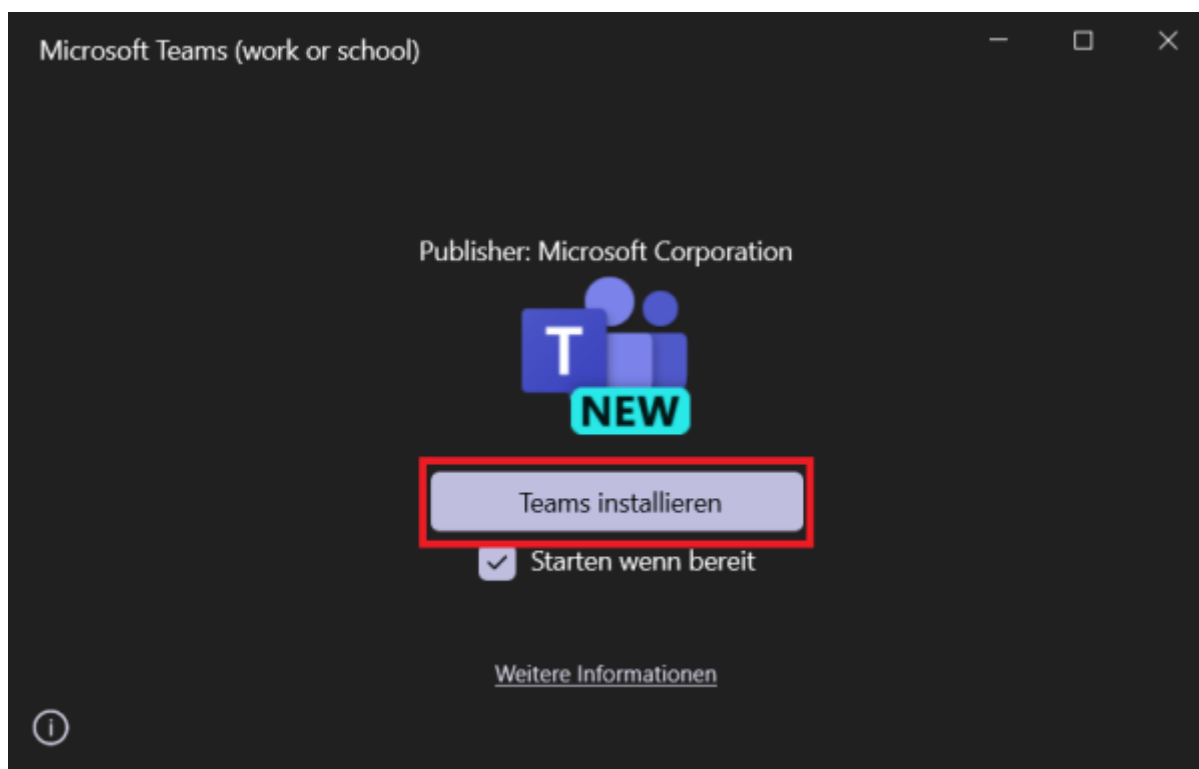 Microsoft Teams (work or school)
Publisher: Microsoft Corporation
T
NEW
Teams installieren
Starten wenn bereit
Weitere Informationen